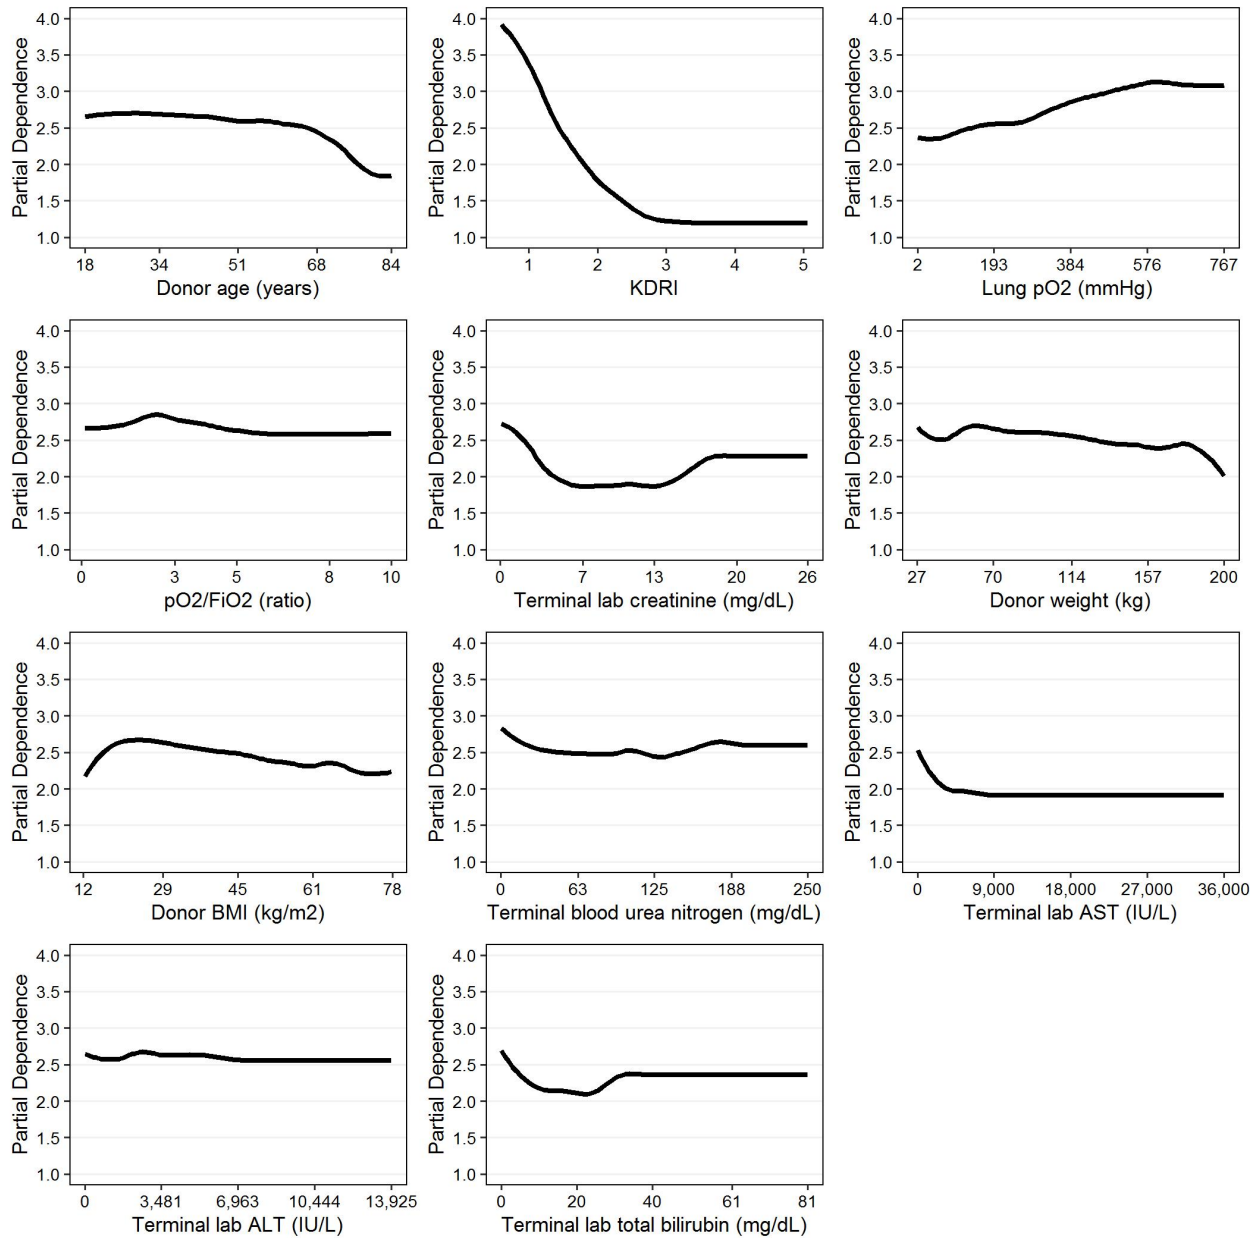 4.0
3.5
3.0
2.5
2.0
1.5
1.0
Partial Dependence
18 34 51 68 84
Donor age (years)
4.0
3.5
3.0
2.5
2.0
1.5
1.0
Partial Dependence
1 2 3 4 5
KDRI
4.0
3.5
3.0
2.5
2.0
1.5
1.0
Partial Dependence
2 193 384 576 767
Lung pO2 (mmHg)
4.0
3.5
3.0
2.5
2.0
1.5
1.0
Partial Dependence
0 3 5 8 10
pO2/FiO2 (ratio)
4.0
3.5
3.0
2.5
2.0
1.5
1.0
Partial Dependence
0 7 13 20 26
Terminal lab creatinine (mg/dL)
4.0
3.5
3.0
2.5
2.0
1.5
1.0
Partial Dependence
27 70 114 157 200
Donor weight (kg)
4.0
3.5
3.0
2.5
2.0
1.5
1.0
Partial Dependence
12 29 45 61 78
Donor BMI (kg/m2)
4.0
3.5
3.0
2.5
2.0
1.5
1.0
Partial Dependence
0 63 125 188 250
Terminal blood urea nitrogen (mg/dL)
4.0
3.5
3.0
2.5
2.0
1.5
1.0
Partial Dependence
0 9,000 18,000 27,000 36,000
Terminal lab AST (IU/L)
4.0
3.5
3.0
2.5
2.0
1.5
1.0
Partial Dependence
0 3,481 6,963 10,444 13,925
Terminal lab ALT (IU/L)
4.0
3.5
3.0
2.5
2.0
1.5
1.0
Partial Dependence
0 20 40 61 81
Terminal lab total bilirubin (mg/dL)